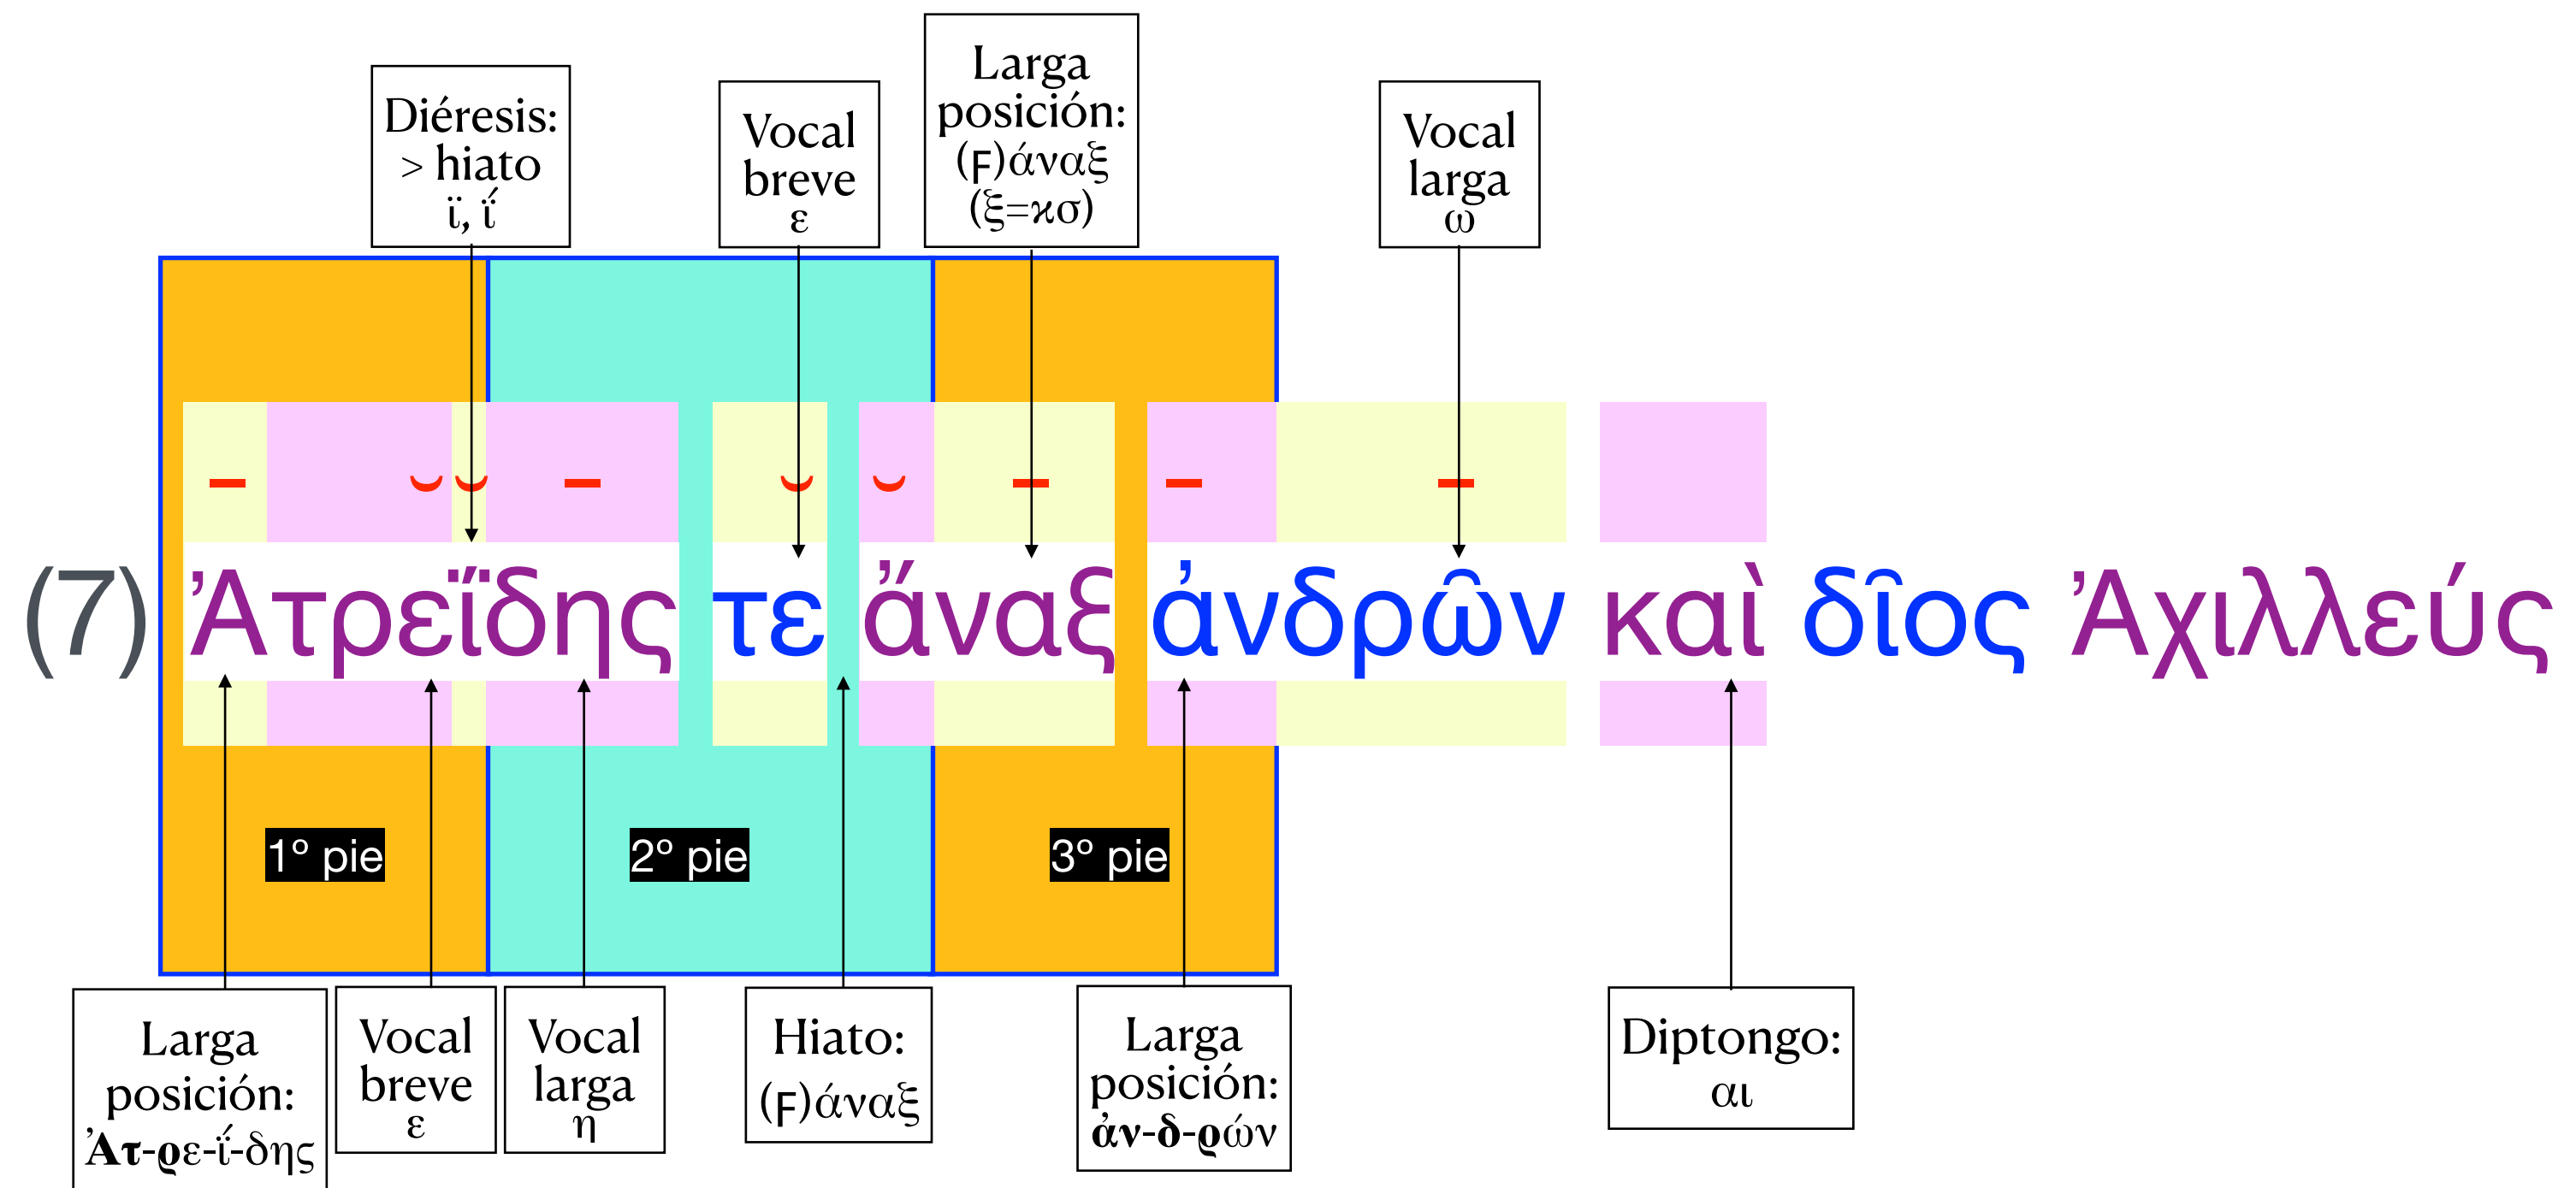 Diéresis:
> hiato
ϊ, ΐ
Vocal
breve
ε
Larga
posición:
(F)άναξ
(ξ=κσ)
Vocal
larga
ω
– ⏑ ⏑ – ⏑ ⏑ – – –
(7) Ἀτρεΐδης τε ἄναξ ἀνδρῶν καὶ δῖος Ἀχιλλεύς
1º pie
2º pie
3º pie
Larga
posición:
Ἀτ-ρε-ΐ-δης
Vocal
breve
ε
Vocal
larga
η
Hiato:
(F)άναξ
Larga
posición:
ἀν-δ-ρών
Diptongo:
αι